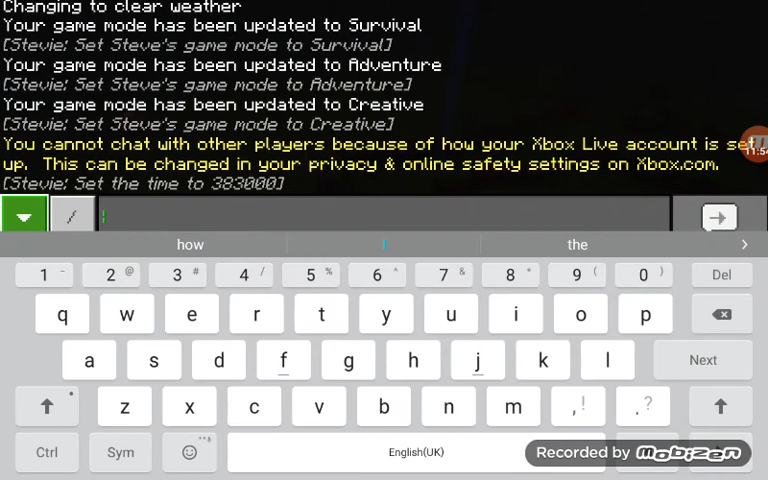 Changing to clear weather
Your game mode has been updated to Survival
[Stevie: Set Steve's game mode to Survival]
Your game mode has been updated to Adventure
[Stevie: Set Steve's game mode to Adventure]
Your game mode has been updated to Creative
[Stevie: Set Steve's game mode to Creative]
You cannot chat with other players because of how your Xbox Live account is set
up. This can be changed in your privacy & online safety settings on Xbox.com.
[Stevie: Set the time to 383000]
11:54
/
how I the
1 - 2 @ 3 # 4 / 5 % 6 ^ 7 & 8 * 9 ( 0 ) Del
q w e r t y u i o p
a s d f g h j k l Next
z x c v b n m ,! .?
Ctrl Sym English(UK)
Recorded by Mobizen